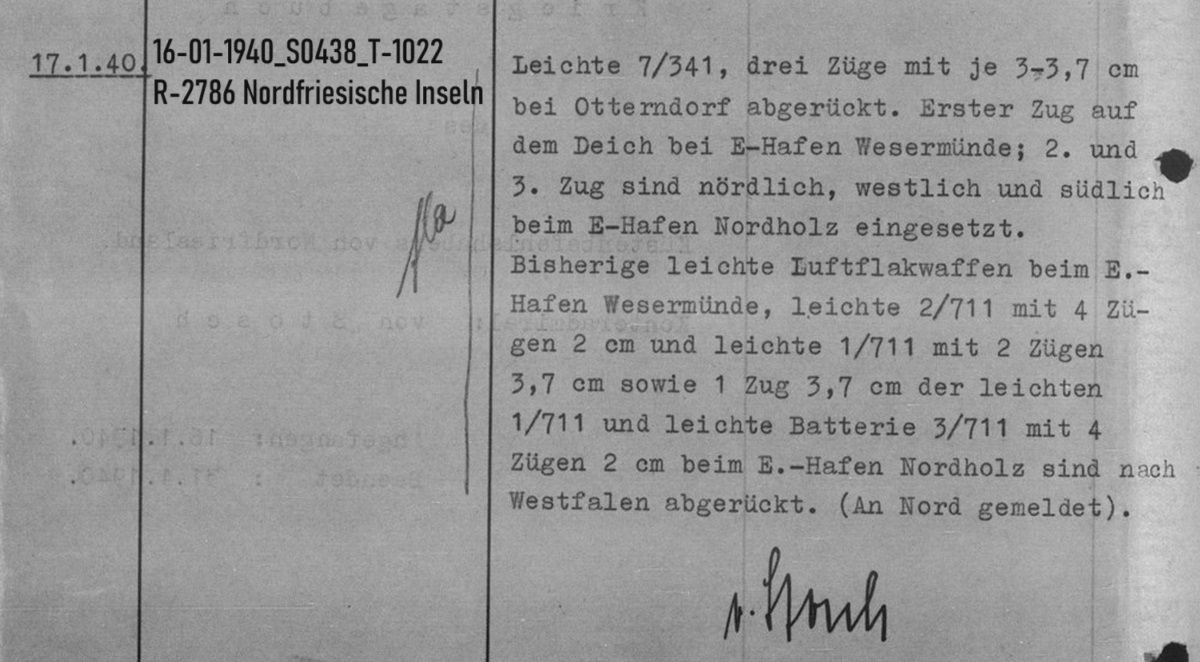 17.1.40.
16-01-1940_S0438_T-1022
R-2786 Nordfriesische Inseln
Leichte 7/341, drei Züge mit je 3-3,7 cm
bei Otterndorf abgerückt. Erster Zug auf
dem Deich bei E-Hafen Wesermünde; 2. und
3. Zug sind nördlich, westlich und südlich
beim E-Hafen Nordholz eingesetzt.
Bisherige leichte Luftflakwaffen beim E.-
Hafen Wesermünde, leichte 2/711 mit 4 Zü-
gen 2 cm und leichte 1/711 mit 2 Zügen
3,7 cm sowie 1 Zug 3,7 cm der leichten
1/711 und leichte Batterie 3/711 mit 4
Zügen 2 cm beim E.-Hafen Nordholz sind nach
Westfalen abgerückt. (An Nord gemeldet).